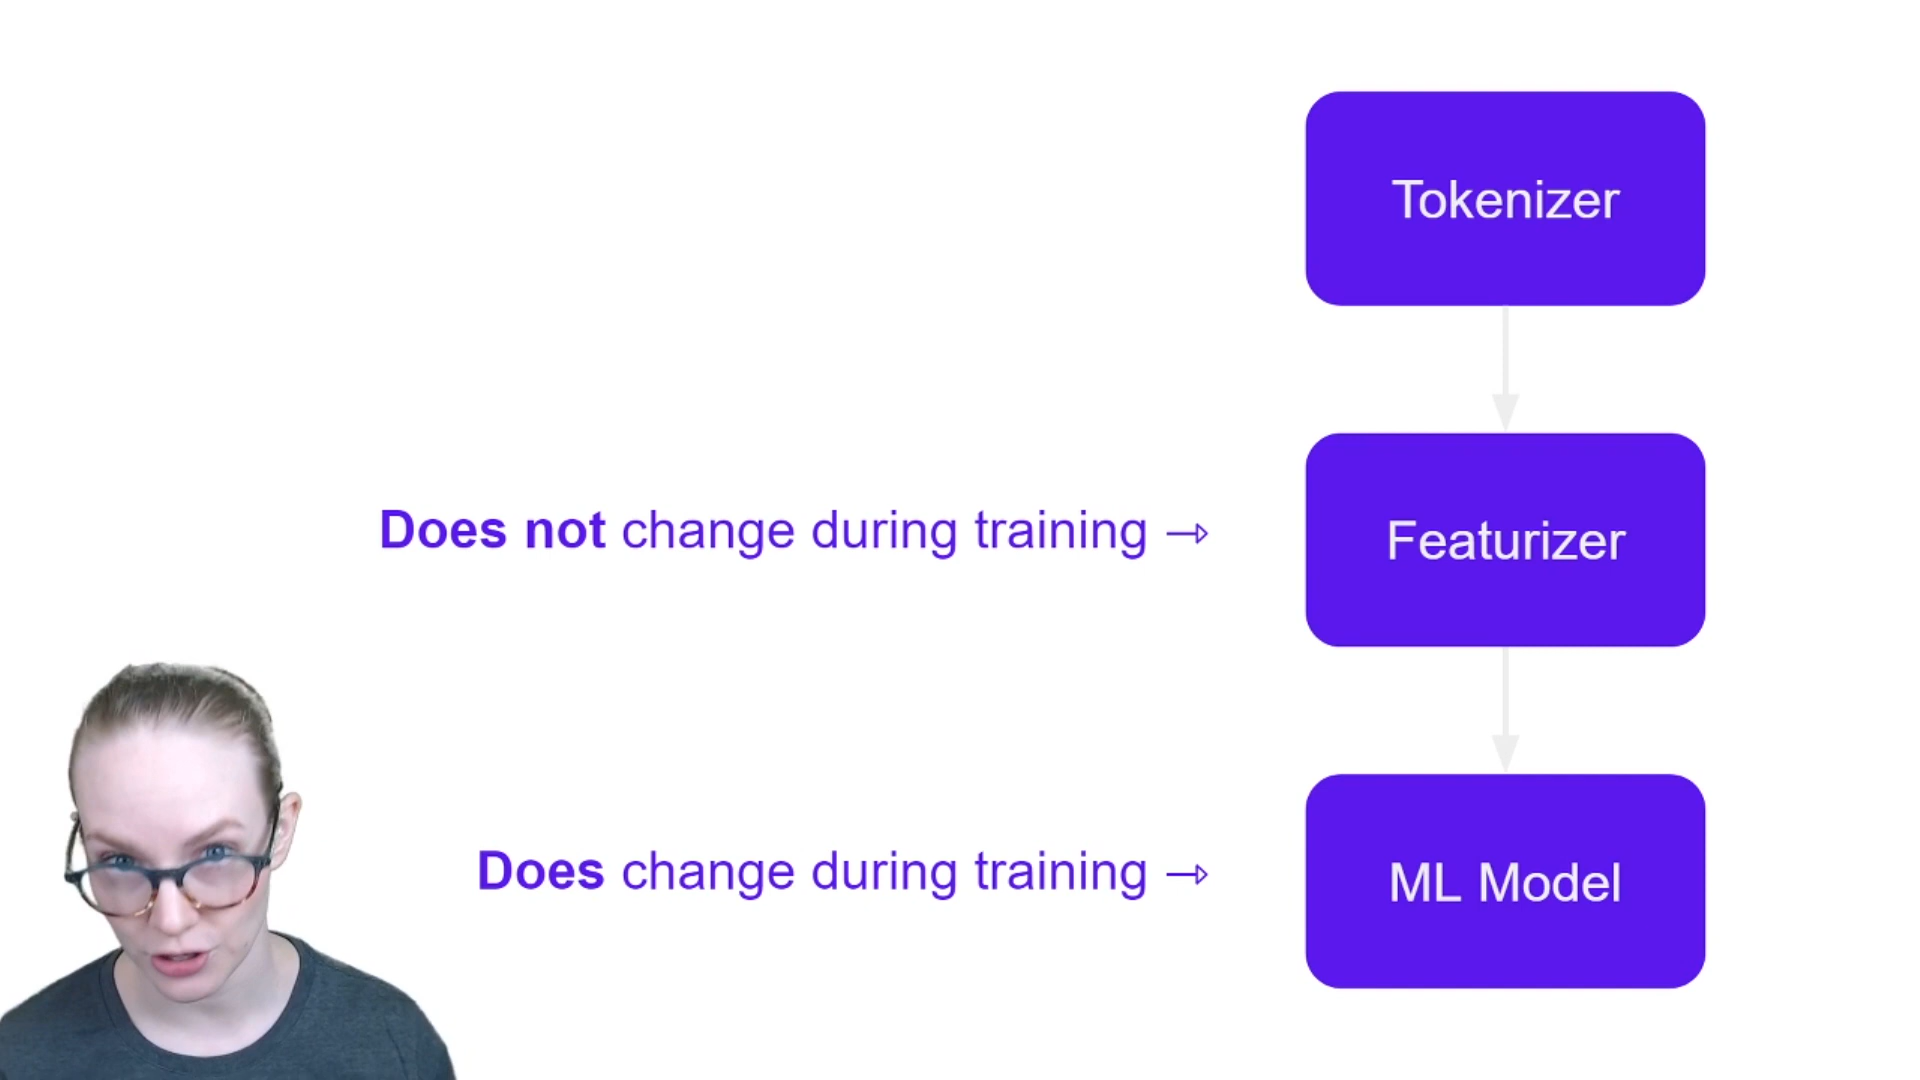 Tokenizer
Does not change during training → Featurizer
Does change during training → ML Model